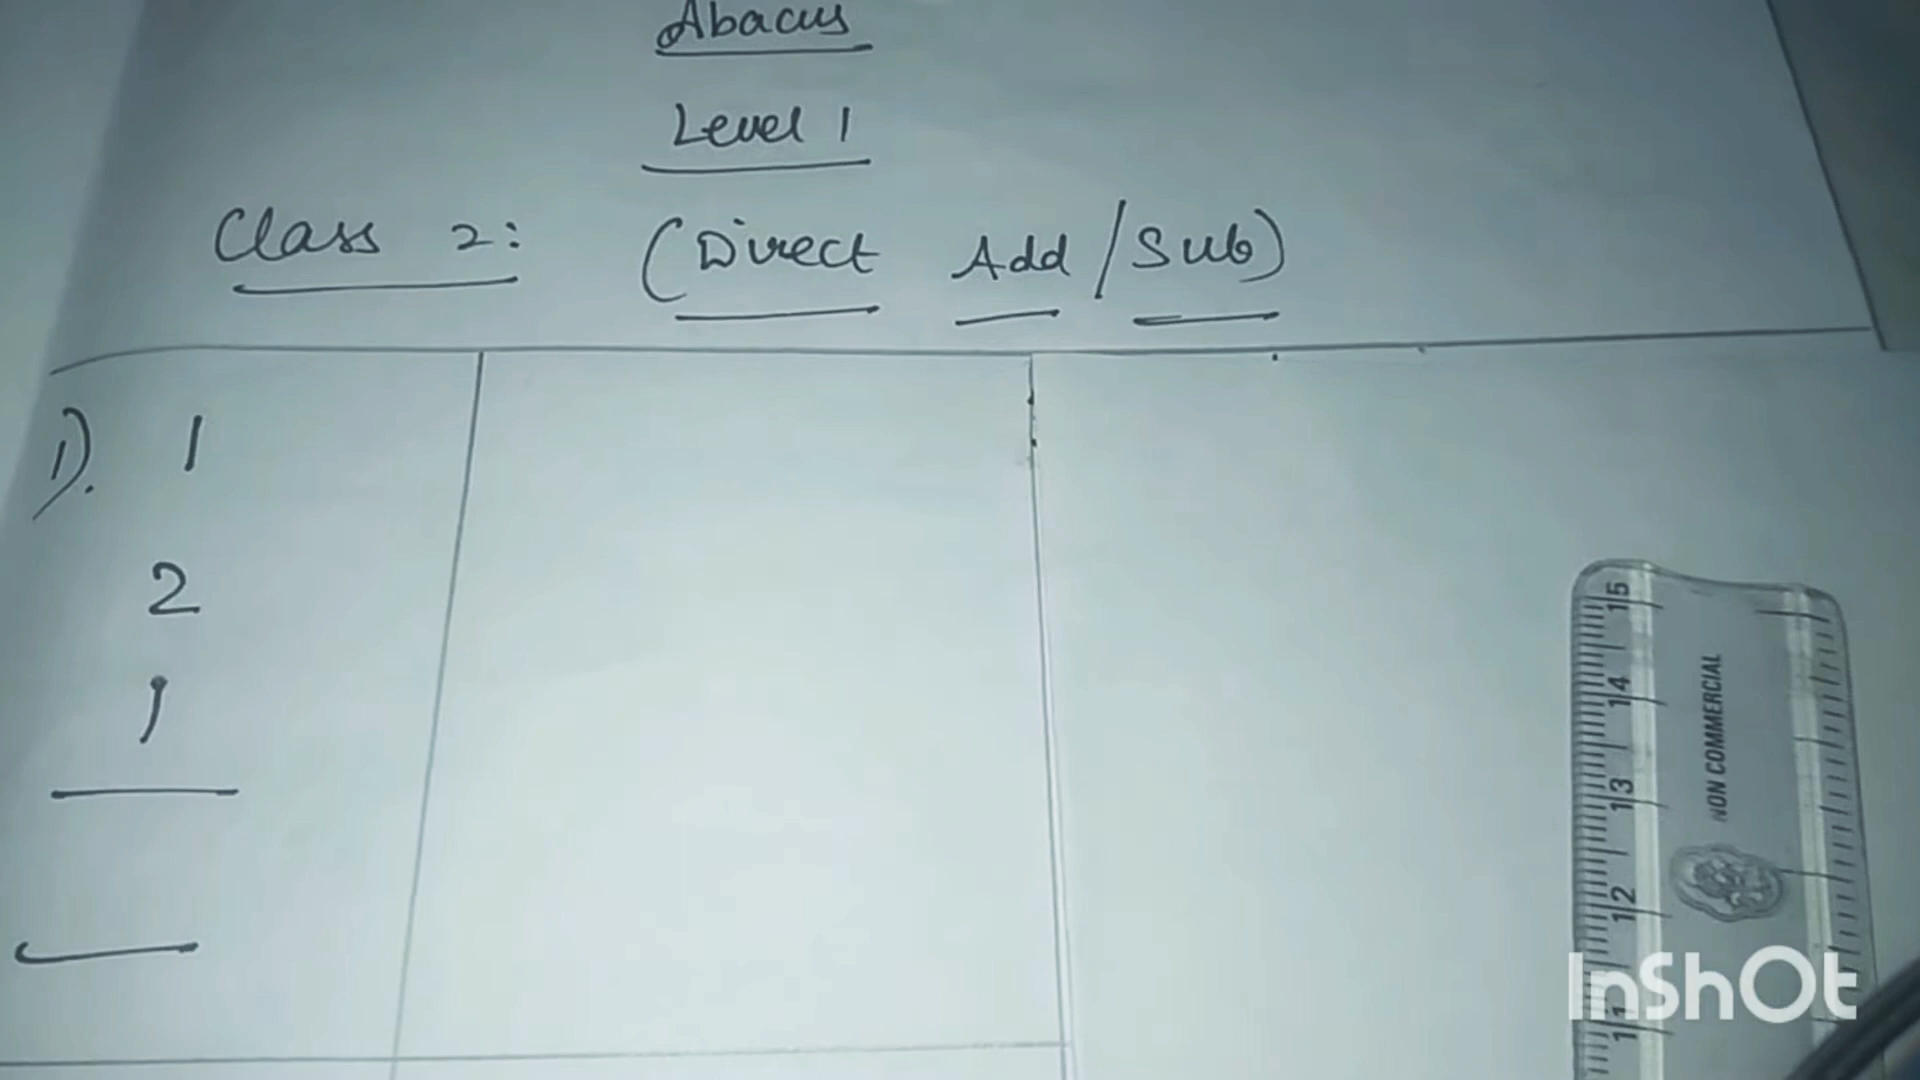 Abacus
Level 1
Class 2: (Direct Add/Sub)
1). 1
2
1
15
14
13
12
11
NON COMMERCIAL
InShOt